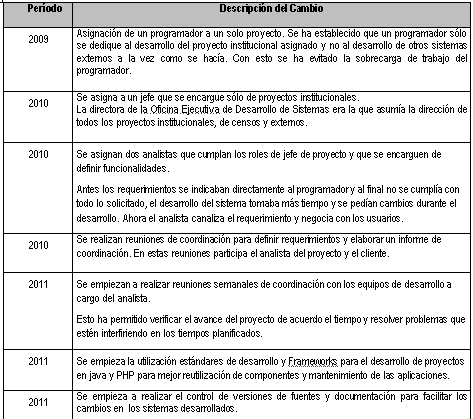 Período Descripción del Cambio
2009 Asignación de un programador a un solo proyecto. Se ha establecido que un programador sólo
se dedique al desarrollo del proyecto institucional asignado y no al desarrollo de otros sistemas
externos a la vez como se hacía. Con esto se ha evitado la sobrecarga de trabajo del
programador.
2010 Se asigna a un jefe que se encargue sólo de proyectos institucionales.
La directora de la Oficina Ejecutiva de Desarrollo de Sistemas era la que asumía la dirección de
todos los proyectos institucionales, de censos y externos.
2010 Se asignan dos analistas que cumplan los roles de jefe de proyecto y que se encarguen de
definir funcionalidades.
Antes los requerimientos se indicaban directamente al programador y al final no se cumplía con
todo lo solicitado, el desarrollo del sistema tomaba más tiempo y se pedían cambios durante el
desarrollo. Ahora el analista canaliza el requerimiento y negocia con los usuarios.
2010 Se realizan reuniones de coordinación para definir requerimientos y elaborar un informe de
coordinación. En estas reuniones participa el analista del proyecto y el cliente.
2011 Se empiezan a realizar reuniones semanales de coordinación con los equipos de desarrollo a
cargo del analista.
Esto ha permitido verificar el avance del proyecto de acuerdo el tiempo y resolver problemas que
estén interfiriendo en los tiempos planificados.
2011 Se empieza la utilización estándares de desarrollo y Frameworks para el desarrollo de proyectos
en java y PHP para mejor reutilización de componentes y mantenimiento de las aplicaciones.
2011 Se empieza a realizar el control de versiones de fuentes y documentación para facilitar los
cambios en los sistemas desarrollados.